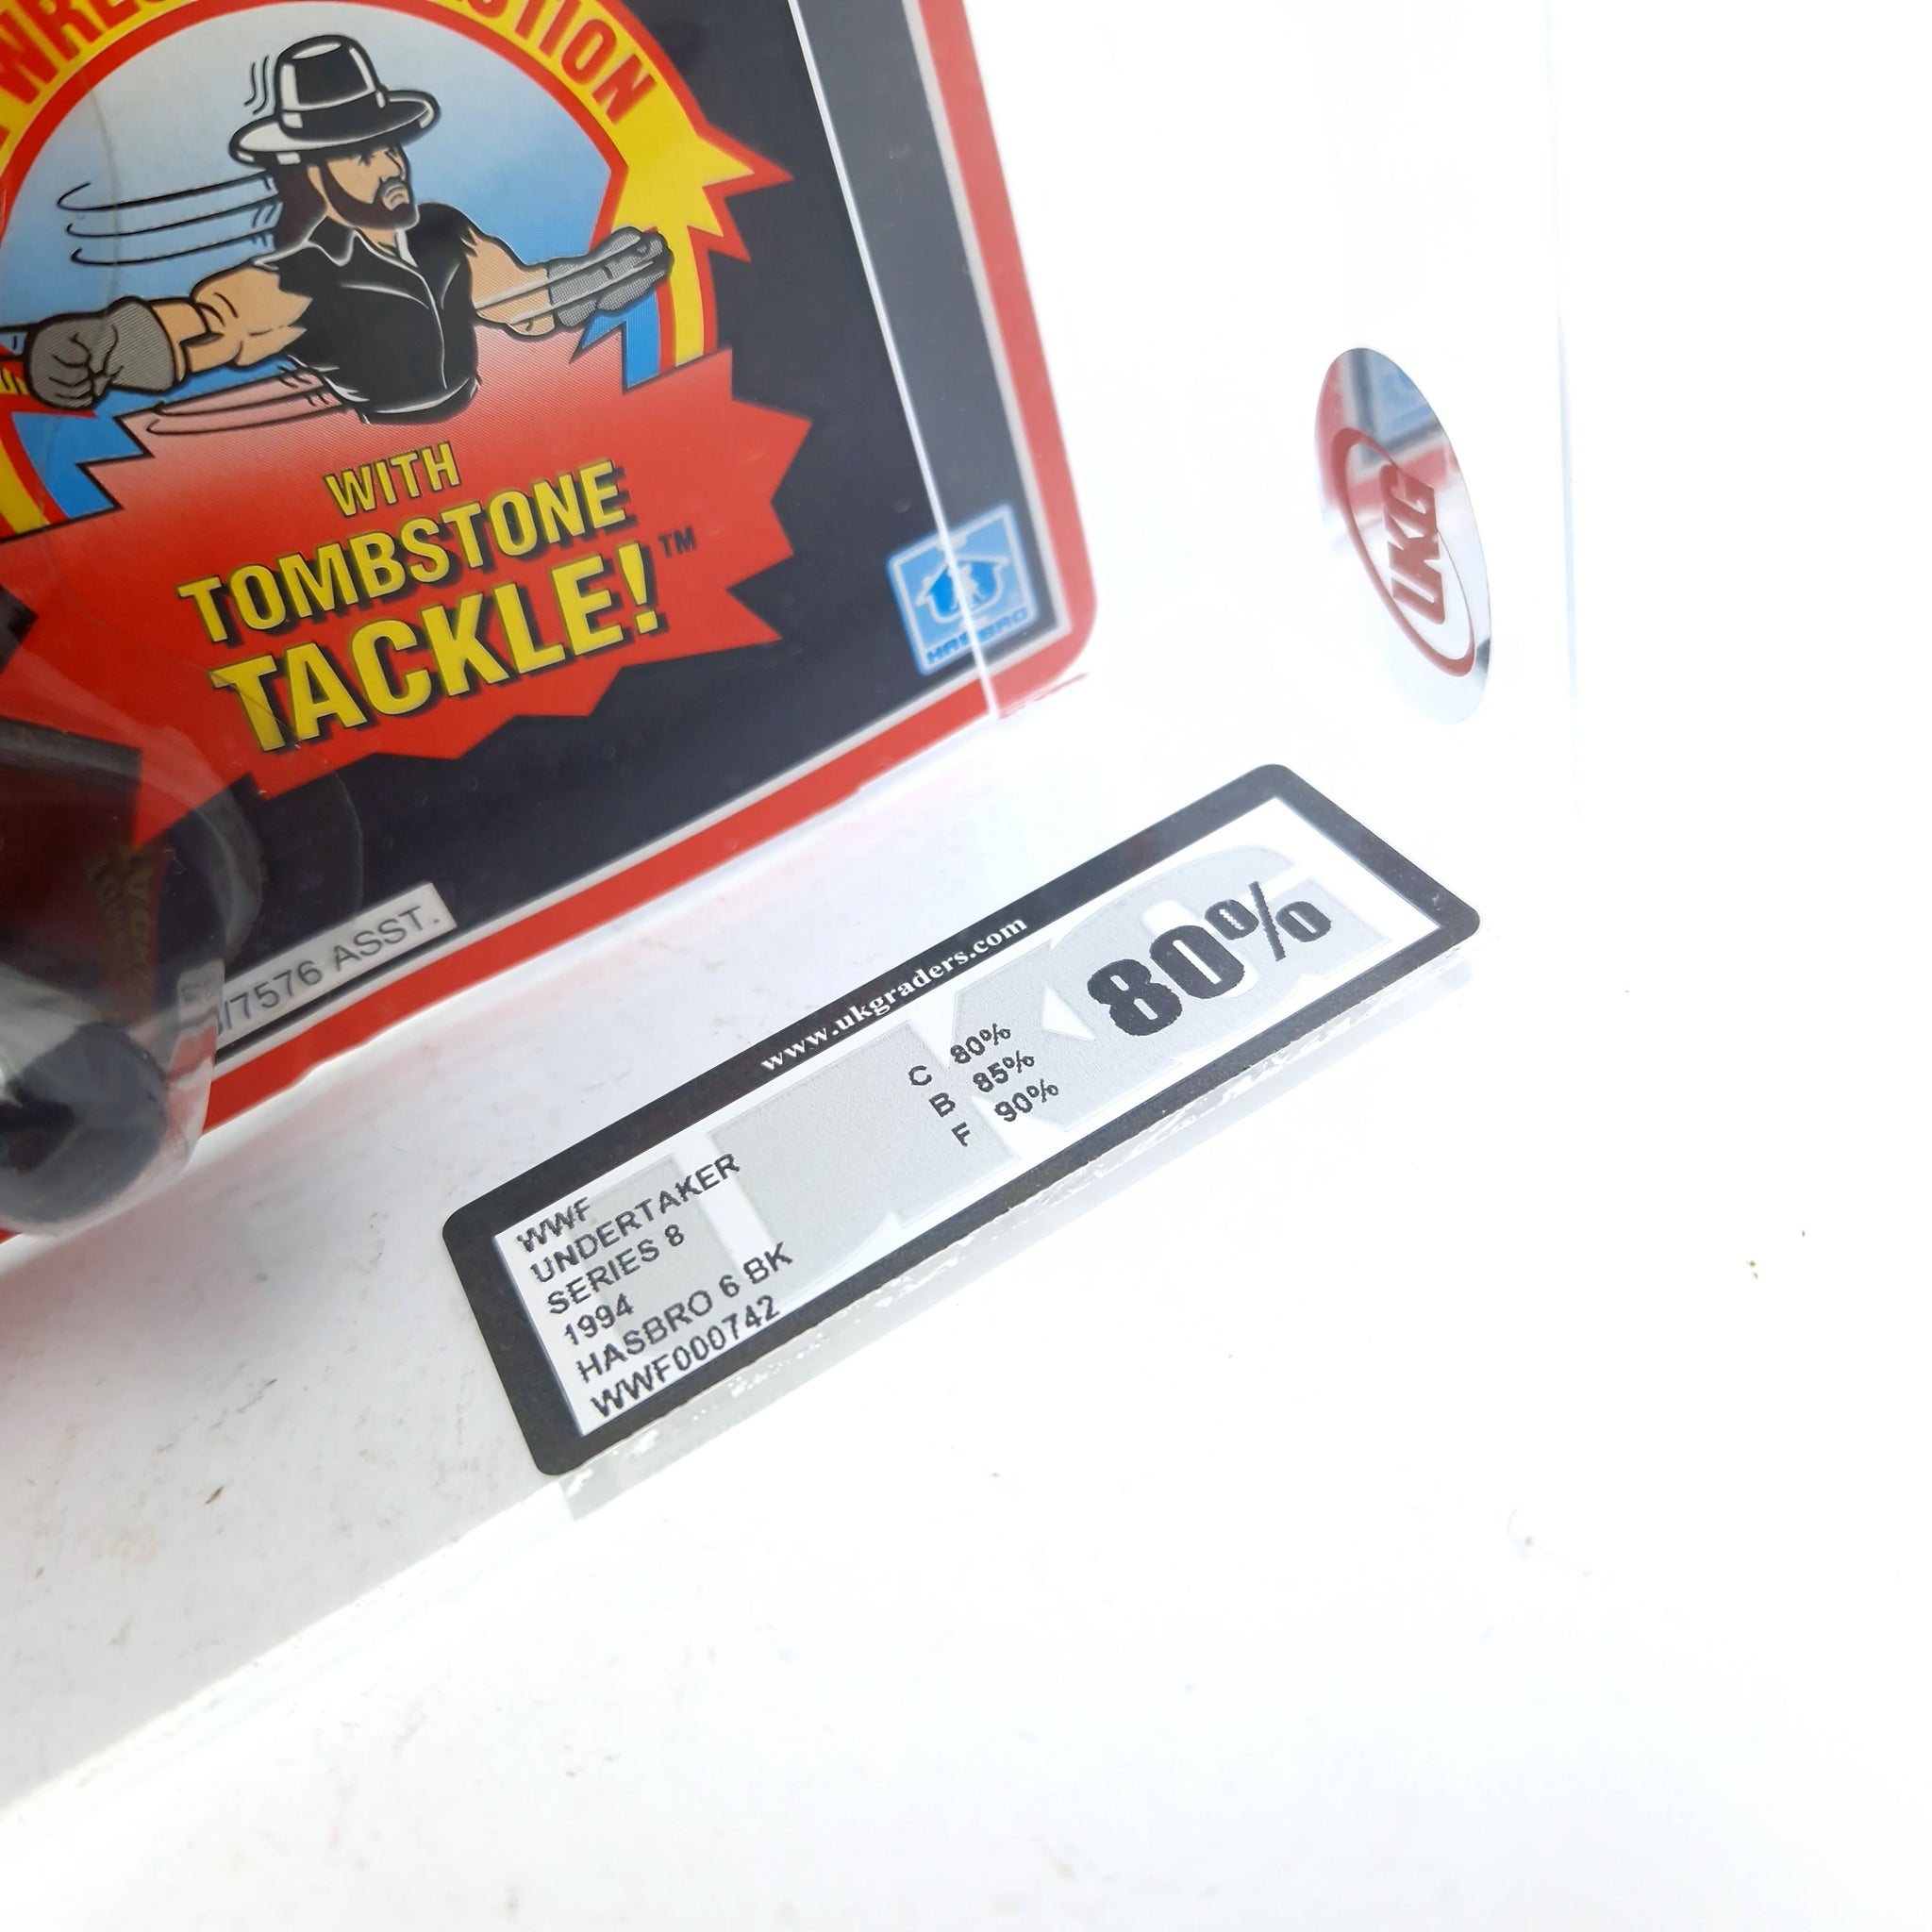 WITH
TOMBSTONE
TACKLE!™
HASBRO
7576 ASST.
UKG
www.ukgraders.com
C 80%
B 85%
F 90%
80%
WWF
UNDERTAKER
SERIES 8
1994
HASBRO 6 BK
WWF000742